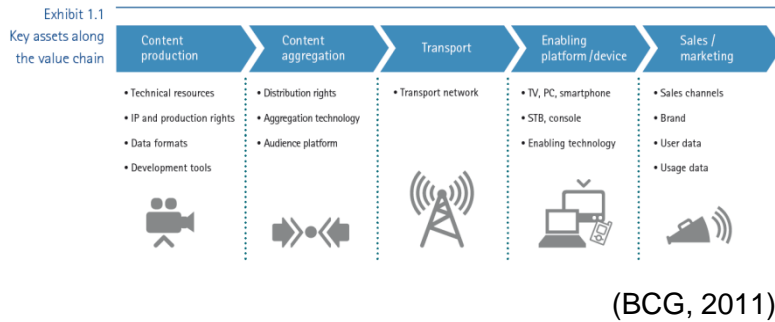 Exhibit 1.1
Key assets along
the value chain
Content
production
Content
aggregation
Transport
Enabling
platform/device
Sales /
marketing
• Technical resources
• IP and production rights
• Data formats
• Development tools
• Distribution rights
• Aggregation technology
• Audience platform
• Transport network
• TV, PC, smartphone
• STB, console
• Enabling technology
• Sales channels
• Brand
• User data
• Usage data
(BCG, 2011)